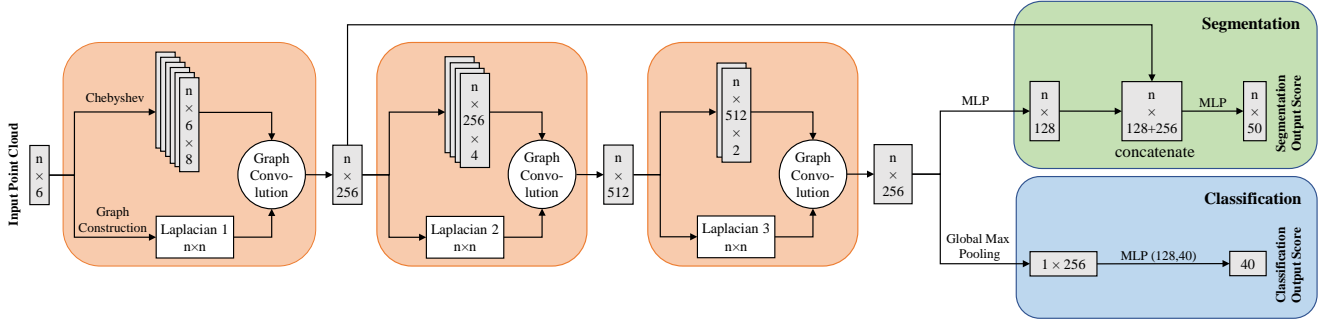 Input Point Cloud
n
×
6
Chebyshev
Graph
Construction
n
×
6
×
8
Laplacian 1
n×n
Graph
Convo-
lution
n
×
256
n
×
256
×
4
Laplacian 2
n×n
Graph
Convo-
lution
n
×
512
n
×
512
×
2
Laplacian 3
n×n
Graph
Convo-
lution
n
×
256
MLP
Segmentation
n
×
128
n
×
128+256
concatenate
MLP
n
×
50
Segmentation
Output Score
Global Max
Pooling
Classification
1 × 256
MLP (128,40)
40
Classification
Output Score